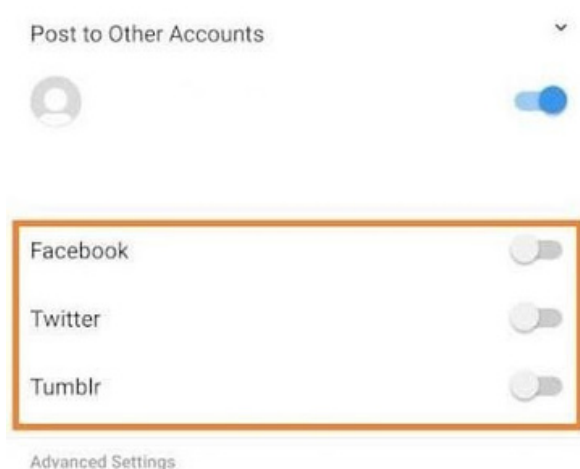 Post to Other Accounts
Facebook
Twitter
Tumblr
Advanced Settings